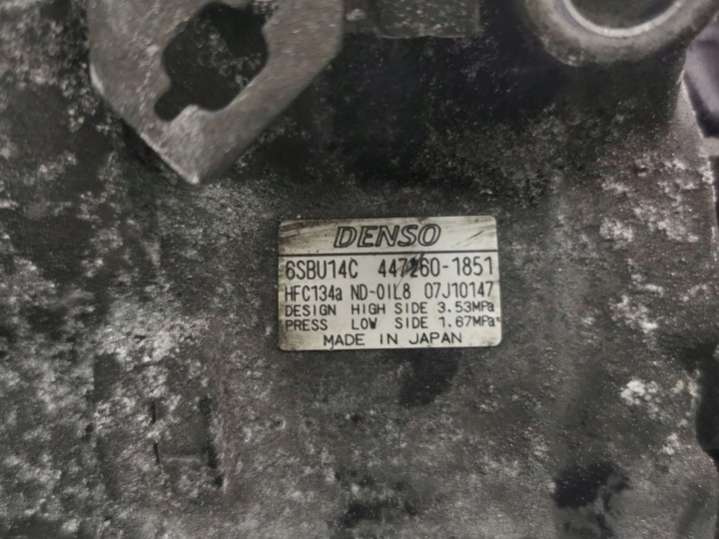 DENSO
6SBU14C 447260-1851
HFC134a ND-OIL8 07J10147
DESIGN HIGH SIDE 3.53MPa
PRESS LOW SIDE 1.67MPa
MADE IN JAPAN